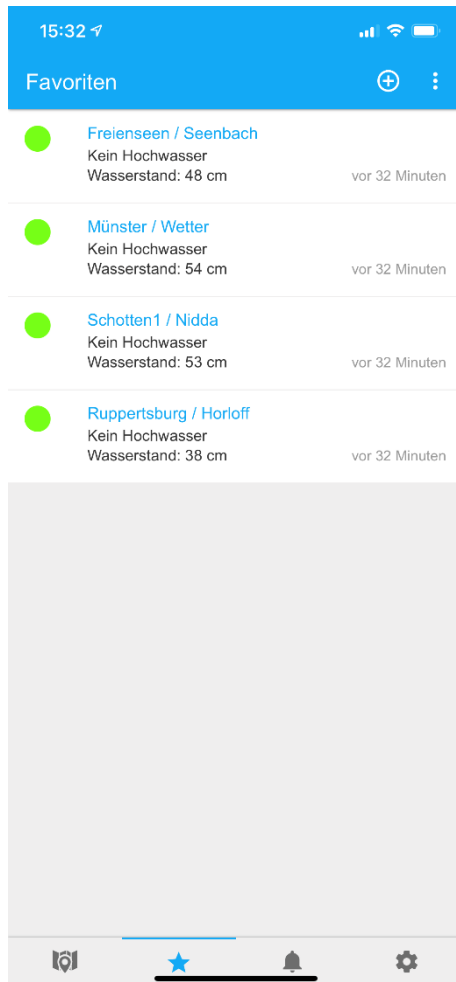 15:32
Favoriten
Freienseen / Seenbach
Kein Hochwasser
Wasserstand: 48 cm vor 32 Minuten
Münster / Wetter
Kein Hochwasser
Wasserstand: 54 cm vor 32 Minuten
Schotten1 / Nidda
Kein Hochwasser
Wasserstand: 53 cm vor 32 Minuten
Ruppertsburg / Horloff
Kein Hochwasser
Wasserstand: 38 cm vor 32 Minuten